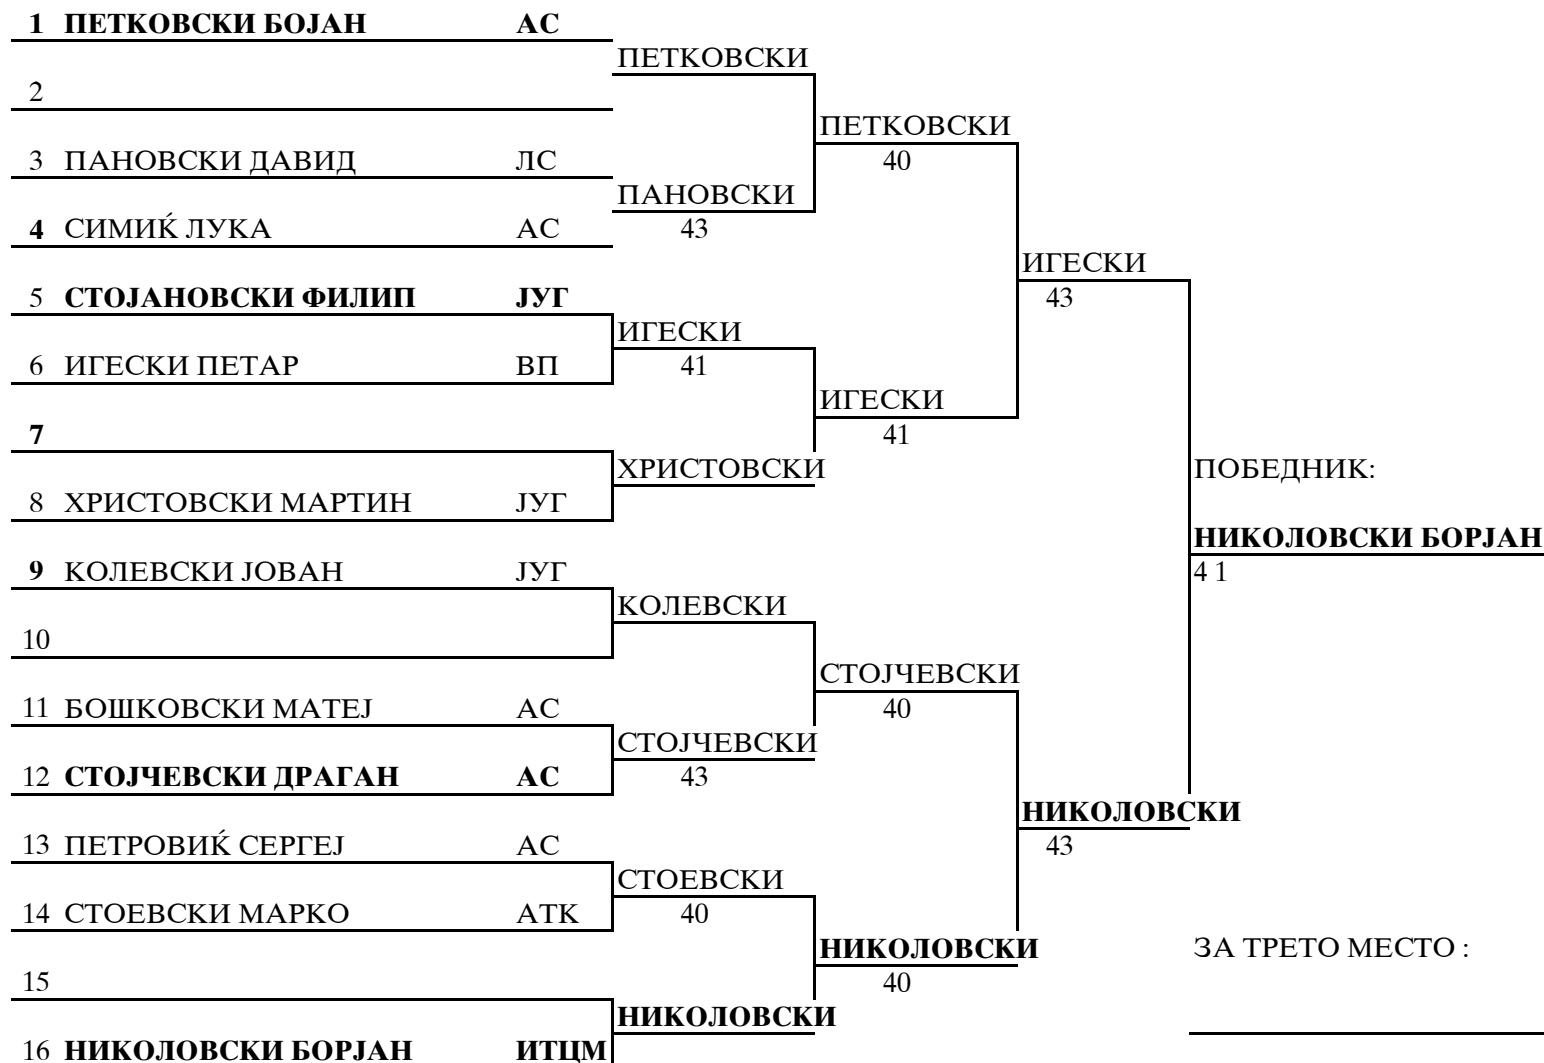 1 ПЕТКОВСКИ БОЈАН АС
ПЕТКОВСКИ
2
ПЕТКОВСКИ
3 ПАНОВСКИ ДАВИД ЛС 40
ПАНОВСКИ
4 СИМИЌ ЛУКА АС 43
ИГЕСКИ
5 СТОЈАНОВСКИ ФИЛИП ЈУГ 43
ИГЕСКИ
6 ИГЕСКИ ПЕТАР ВП 41
ИГЕСКИ
7 41
ХРИСТОВСКИ ПОБЕДНИК:
8 ХРИСТОВСКИ МАРТИН ЈУГ
НИКОЛОВСКИ БОРЈАН
9 КОЛЕВСКИ ЈОВАН ЈУГ 4 1
КОЛЕВСКИ
10
СТОЈЧЕВСКИ
11 БОШКОВСКИ МАТЕЈ АС 40
СТОЈЧЕВСКИ
12 СТОЈЧЕВСКИ ДРАГАН АС 43
НИКОЛОВСКИ
13 ПЕТРОВИЌ СЕРГЕЈ АС 43
СТОЕВСКИ
14 СТОЕВСКИ МАРКО АТК 40
НИКОЛОВСКИ ЗА ТРЕТО МЕСТО :
15 40
НИКОЛОВСКИ
16 НИКОЛОВСКИ БОРЈАН ИТЦМ